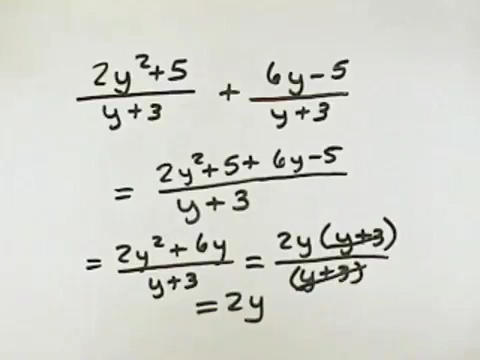 (2y²+5)/(y+3) + (6y-5)/(y+3)
= (2y²+5+6y-5)/(y+3)
= (2y²+6y)/(y+3) = 2y(y+3)/(y+3)
= 2y